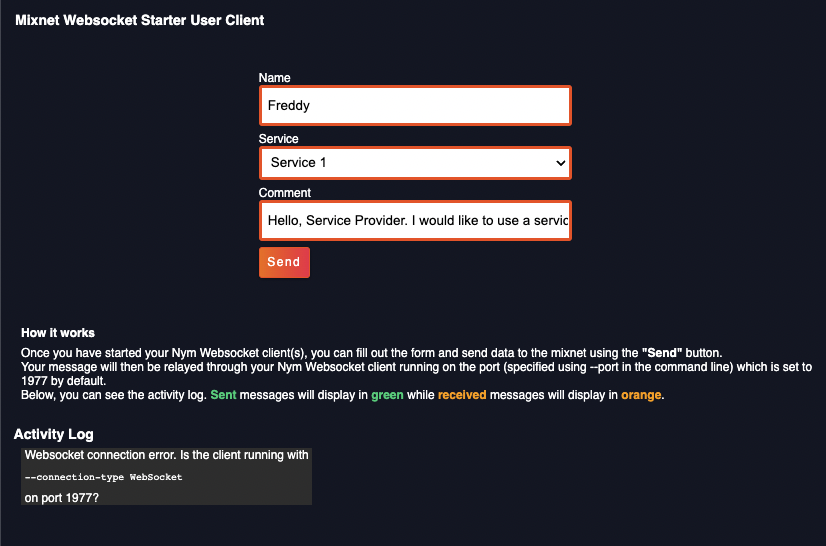 Mixnet Websocket Starter User Client
Name
Freddy
Service
Service 1
Comment
Hello, Service Provider. I would like to use a servic
Send
How it works
Once you have started your Nym Websocket client(s), you can fill out the form and send data to the mixnet using the "Send" button.
Your message will then be relayed through your Nym Websocket client running on the port (specified using --port in the command line) which is set to
1977 by default.
Below, you can see the activity log. Sent messages will display in green while received messages will display in orange.
Activity Log
Websocket connection error. Is the client running with
--connection-type WebSocket
on port 1977?